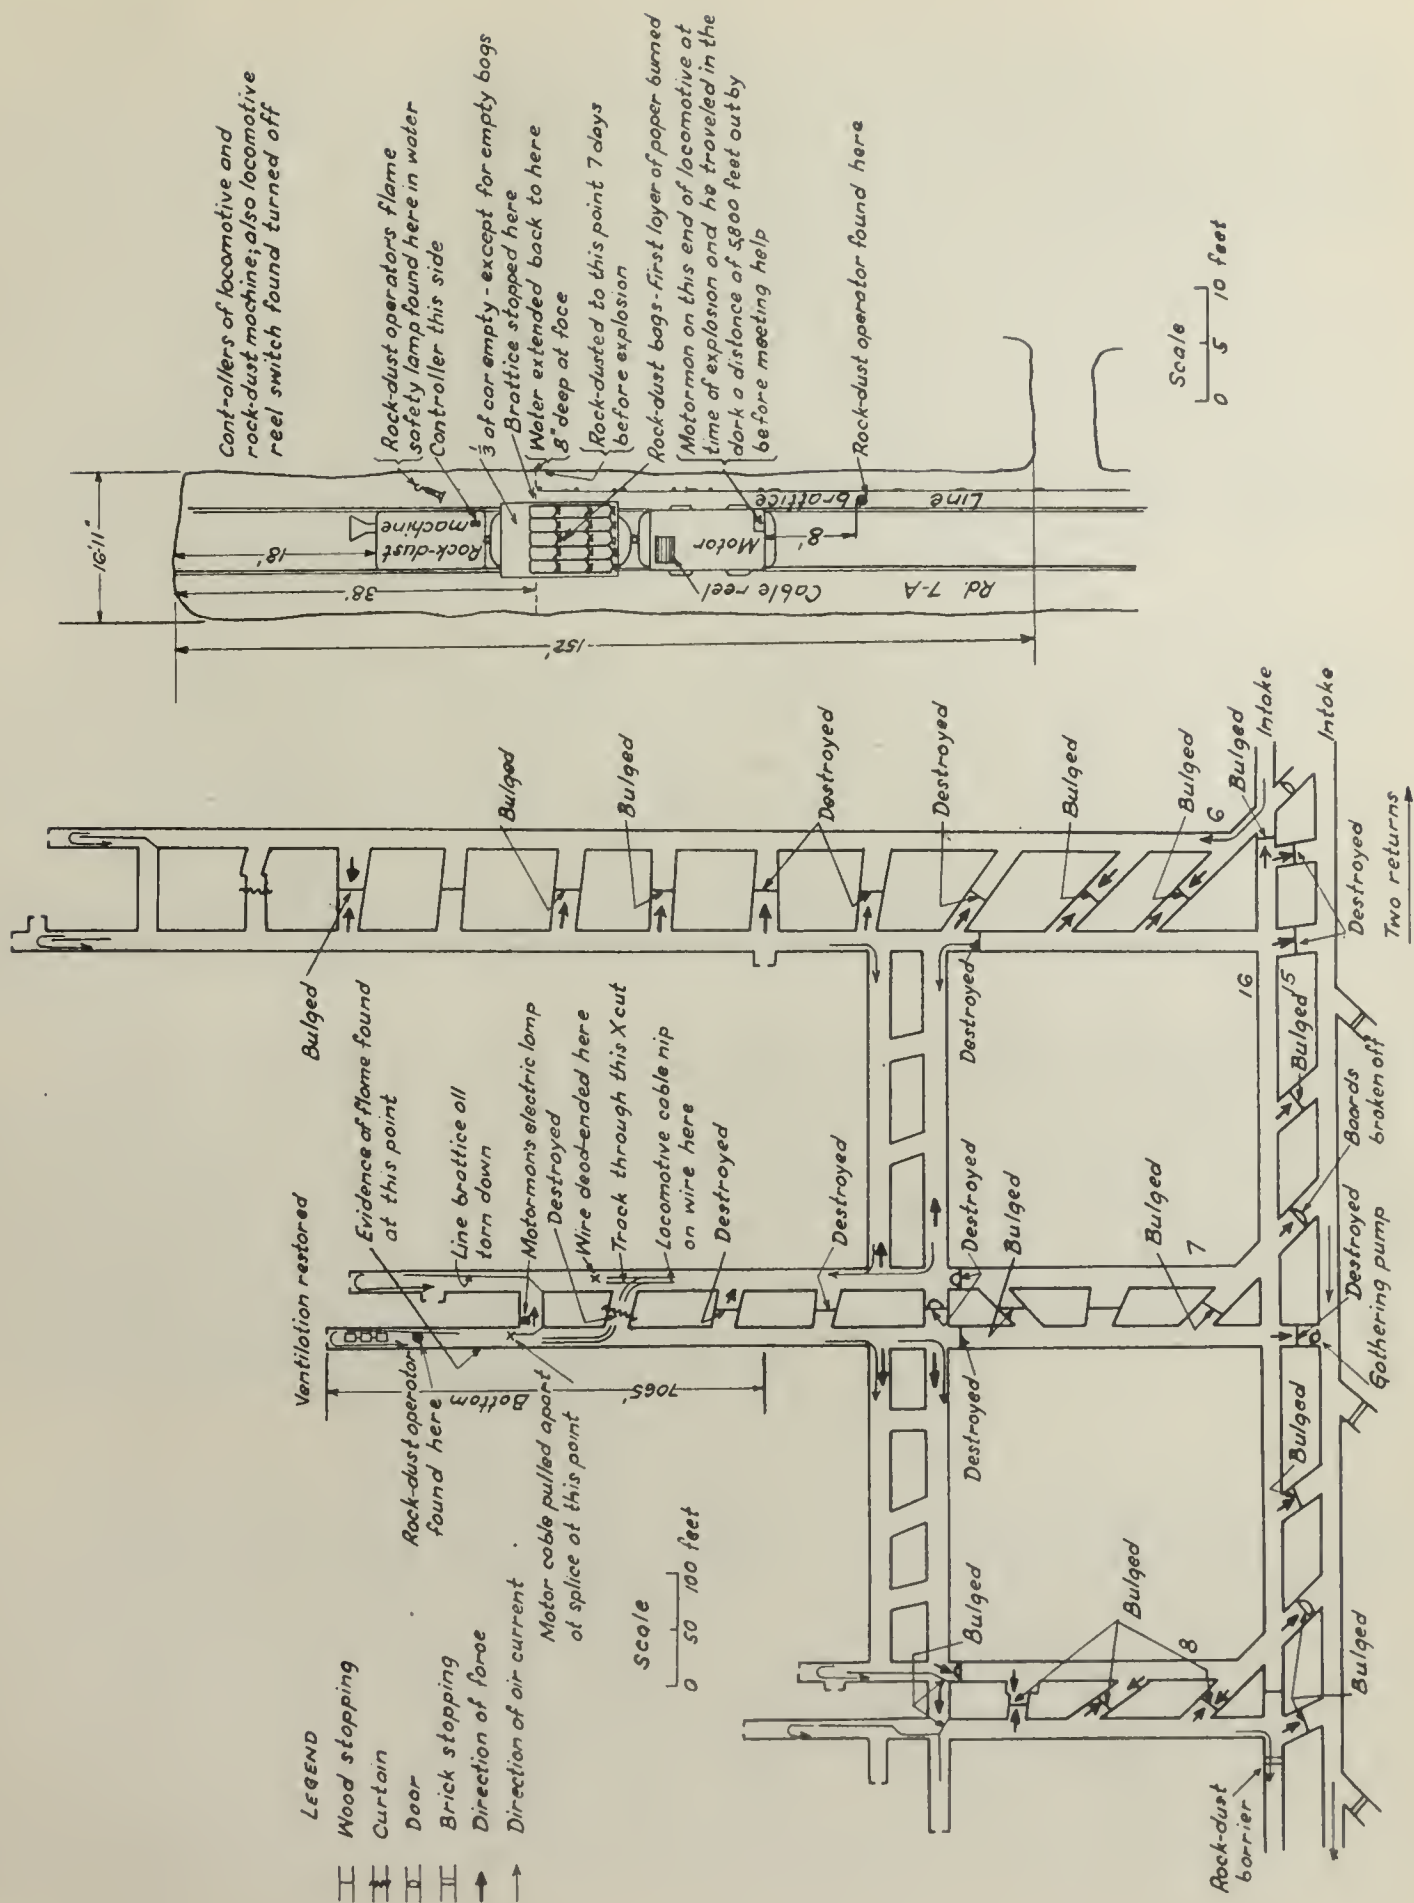 LEGEND
Wood stopping
Curtain
Door
Brick stopping
Direction of force
Direction of air current
Scale
0 50 100 feet
Ventilation restored
Evidence of flame found
at this point
Line brattice all
torn down
Motorman's electric lamp
Destroyed
Wire dead-ended here
Track through this Xcut
Locomotive cable nip
on wire here
Destroyed
Destroyed
Destroyed
Bulged
Bulged
7
Rock-dust operator
found here
Bottom
7065'
Motor cable pulled apart
at splice at this point
Destroyed
Bulged
Bulged
8
Rock-dust
barrier
Bulged
Bulged
Destroyed
Gathering pump
Boards
broken off
Bulged
15
16
Destroyed
Bulged
Bulged
Bulged
Destroyed
Destroyed
Bulged
Bulged
6
Bulged
Intake
Intake
Destroyed
Two returns
16'11"
18'
38'
152'
Rock-dust
machine
Motor
Cable reel
8'
Line brattice
Rd. 7-A
Cont-ollers of locomotive and
rock-dust machine; also locomotive
reel switch found turned off
Rock-dust operators flame
safety lamp found here in water
Controller this side
1/3 of car empty - except for empty bags
Brattice stopped here
Water extended back to here
8" deep at face
Rock-dusted to this point 7 days
before explosion
Rock-dust bags-first layer of paper burned
Motorman on this end of locomotive at
time of explosion and he traveled in the
dark a distance of 5,800 feet outby
before meeting help
Rock-dust operator found here
Scale
0 5 10 feet